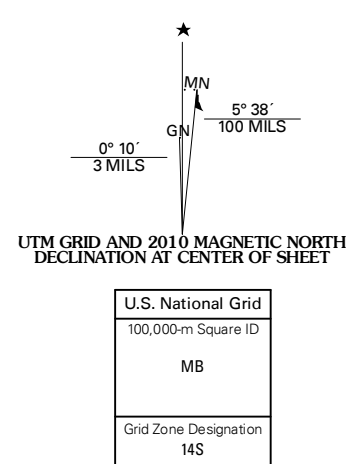 MN
GN
5° 38´
100 MILS
0° 10´
3 MILS
UTM GRID AND 2010 MAGNETIC NORTH
DECLINATION AT CENTER OF SHEET
U.S. National Grid
100,000-m Square ID
MB
Grid Zone Designation
14S